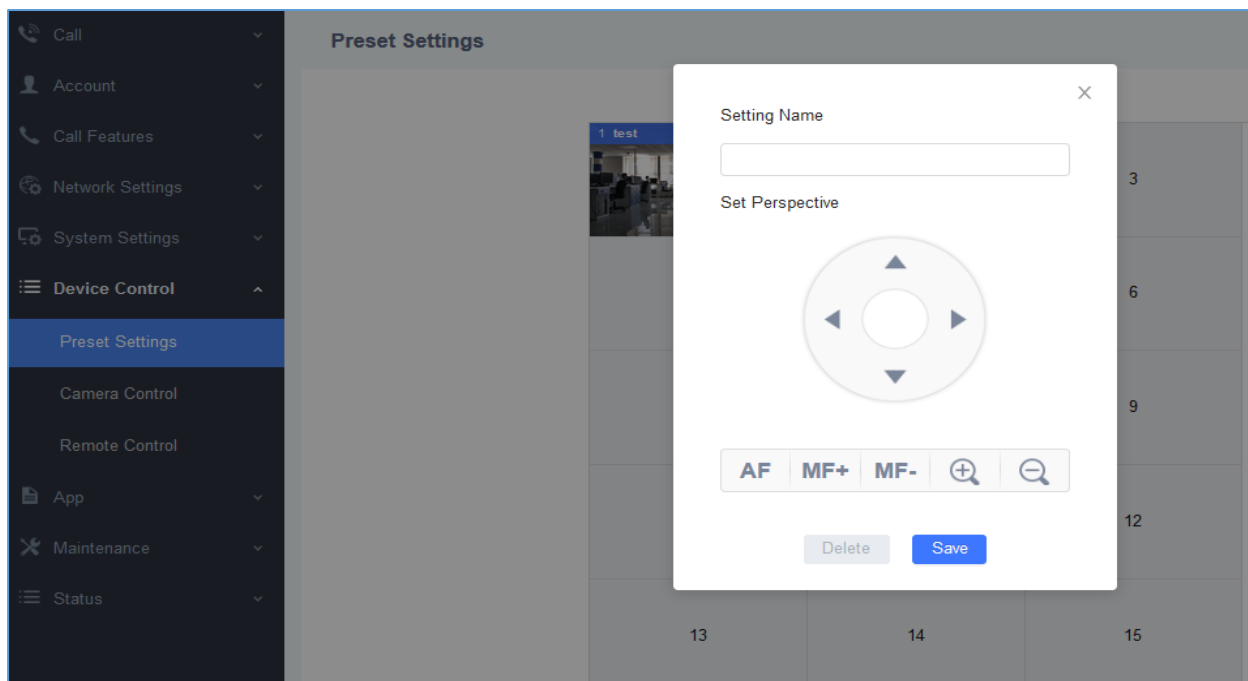 Call
Account
Call Features
Network Settings
System Settings
Device Control
Preset Settings
Camera Control
Remote Control
App
Maintenance
Status
Preset Settings
1 test
3
6
9
12
13 14 15
Setting Name
Set Perspective
AF MF+ MF-
Delete Save